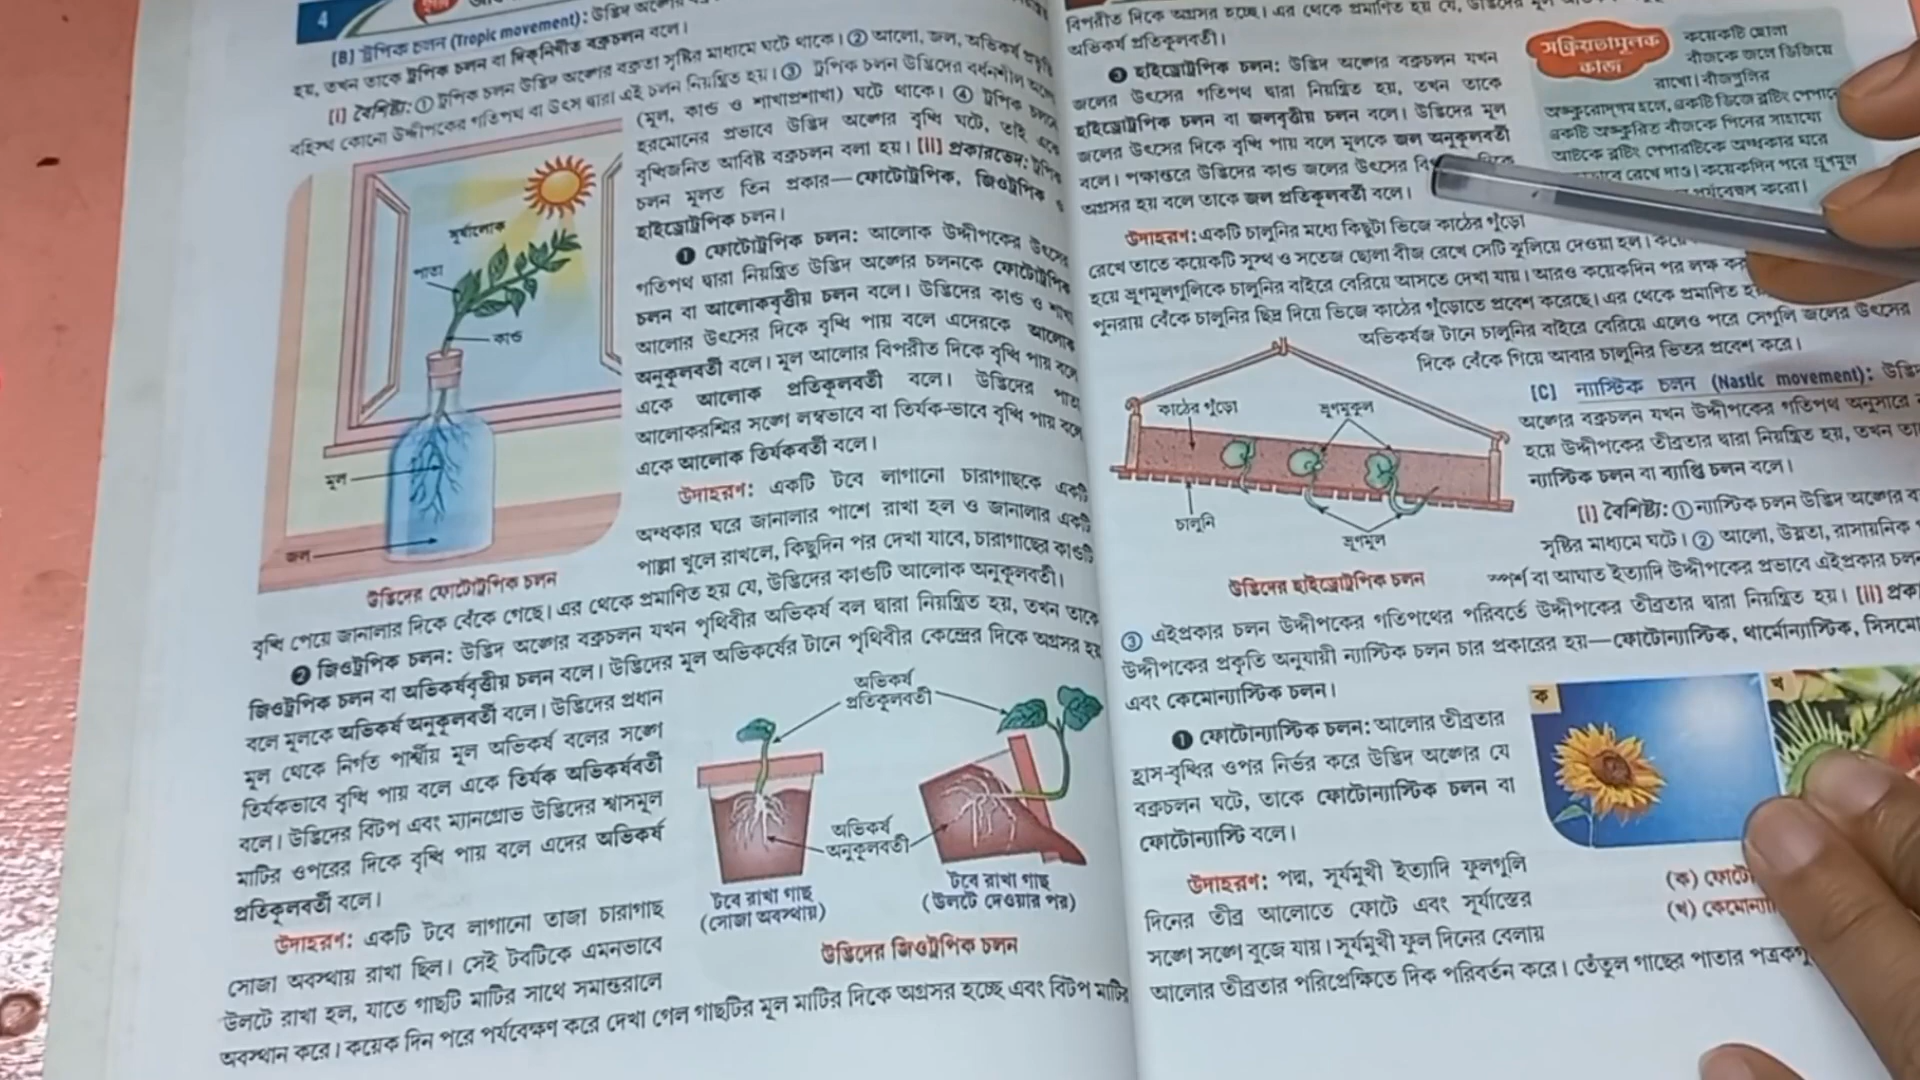 4
[B] ট্রপিক চলন (Tropic movement): উদ্ভিদ অঙ্গের
হয়, তখন তাকে ট্রপিক চলন বা দিক্‌নির্ণীত বক্রচলন বলে।
[i] বৈশিষ্ট্য: ① ট্রপিক চলন উদ্ভিদ অঙ্গের বক্রতা সৃষ্টির মাধ্যমে ঘটে থাকে। ② আলো, জল, অভিকর্ষ প্রভৃতি
বহিস্থ কোনো উদ্দীপকের গতিপথ বা উৎস দ্বারা এই চলন নিয়ন্ত্রিত হয়। ③ ট্রপিক চলন উদ্ভিদের বর্ধনশীল অঙ্গে
(মূল, কাণ্ড ও শাখাপ্রশাখা) ঘটে থাকে। ④ ট্রপিক চলনে
হরমোনের প্রভাবে উদ্ভিদ অঙ্গের বৃদ্ধি ঘটে, তাই একে
বৃদ্ধিজনিত আবিষ্ট বক্রচলন বলা হয়। [ii] প্রকারভেদ: ট্রপিক
চলন মূলত তিন প্রকার—ফোটোট্রপিক, জিওট্রপিক ও
হাইড্রোট্রপিক চলন।
সূর্যালোক
পাতা
কাণ্ড
মূল
জল
উদ্ভিদের ফোটোট্রপিক চলন
❶ ফোটোট্রপিক চলন: আলোক উদ্দীপকের উৎসের
গতিপথ দ্বারা নিয়ন্ত্রিত উদ্ভিদ অঙ্গের চলনকে ফোটোট্রপিক
চলন বা আলোকবৃত্তীয় চলন বলে। উদ্ভিদের কাণ্ড ও শাখা
আলোর উৎসের দিকে বৃদ্ধি পায় বলে এদেরকে আলোক
অনুকূলবর্তী বলে। মূল আলোর বিপরীত দিকে বৃদ্ধি পায় বলে
একে আলোক প্রতিকূলবর্তী বলে। উদ্ভিদের পাতা
আলোকরশ্মির সঙ্গে লম্বভাবে বা তির্যক-ভাবে বৃদ্ধি পায় বলে
একে আলোক তির্যকবর্তী বলে।
উদাহরণ: একটি টবে লাগানো চারাগাছকে একটি
অন্ধকার ঘরে জানালার পাশে রাখা হল ও জানালার একটি
পাল্লা খুলে রাখলে, কিছুদিন পর দেখা যাবে, চারাগাছের কাণ্ডটি
বৃদ্ধি পেয়ে জানালার দিকে বেঁকে গেছে। এর থেকে প্রমাণিত হয় যে, উদ্ভিদের কাণ্ডটি আলোক অনুকূলবর্তী।
❷ জিওট্রপিক চলন: উদ্ভিদ অঙ্গের বক্রচলন যখন পৃথিবীর অভিকর্ষ বল দ্বারা নিয়ন্ত্রিত হয়, তখন তাকে
জিওট্রপিক চলন বা অভিকর্ষবৃত্তীয় চলন বলে। উদ্ভিদের মূল অভিকর্ষের টানে পৃথিবীর কেন্দ্রের দিকে অগ্রসর হয়
বলে মূলকে অভিকর্ষ অনুকূলবর্তী বলে। উদ্ভিদের প্রধান
মূল থেকে নির্গত পার্শ্বীয় মূল অভিকর্ষ বলের সঙ্গে
তির্যকভাবে বৃদ্ধি পায় বলে একে তির্যক অভিকর্ষবর্তী
বলে। উদ্ভিদের বিটপ এবং ম্যানগ্রোভ উদ্ভিদের শ্বাসমূল
মাটির ওপরের দিকে বৃদ্ধি পায় বলে এদের অভিকর্ষ
প্রতিকূলবর্তী বলে।
অভিকর্ষ
প্রতিকূলবর্তী
অভিকর্ষ
অনুকূলবর্তী
টবে রাখা গাছ
(সোজা অবস্থায়)
টবে রাখা গাছ
(উলটে দেওয়ার পর)
উদ্ভিদের জিওট্রপিক চলন
উদাহরণ: একটি টবে লাগানো তাজা চারাগাছ
সোজা অবস্থায় রাখা ছিল। সেই টবটিকে এমনভাবে
উলটে রাখা হল, যাতে গাছটি মাটির সাথে সমান্তরালে
অবস্থান করে। কয়েক দিন পরে পর্যবেক্ষণ করে দেখা গেল গাছটির মূল মাটির দিকে অগ্রসর হচ্ছে এবং বিটপ মাটির
বিপরীত দিকে অগ্রসর হচ্ছে। এর থেকে প্রমাণিত হয় যে, উদ্ভিদের মূল
অভিকর্ষ প্রতিকূলবর্তী।
❸ হাইড্রোট্রপিক চলন: উদ্ভিদ অঙ্গের বক্রচলন যখন
জলের উৎসের গতিপথ দ্বারা নিয়ন্ত্রিত হয়, তখন তাকে
হাইড্রোট্রপিক চলন বা জলবৃত্তীয় চলন বলে। উদ্ভিদের মূল
জলের উৎসের দিকে বৃদ্ধি পায় বলে মূলকে জল অনুকূলবর্তী
বলে। পক্ষান্তরে উদ্ভিদের কাণ্ড জলের উৎসের
অগ্রসর হয় বলে তাকে জল প্রতিকূলবর্তী বলে।
সক্রিয়তামূলক
কাজ
কয়েকটি ছোলা
বীজকে জলে ভিজিয়ে
রাখো। বীজগুলির
অঙ্কুরোদ্‌গম হলে, একটি ভিজে ব্লটিং পেপারে
একটি অঙ্কুরিত বীজকে পিনের সাহায্যে
আটকে ব্লটিং পেপারটিকে অন্ধকার ঘরে
রেখে দাও। কয়েকদিন পরে ভ্রূণমূল
পর্যবেক্ষণ করো।
উদাহরণ: একটি চালুনির মধ্যে কিছুটা ভিজে কাঠের গুঁড়ো
রেখে তাতে কয়েকটি সুস্থ ও সতেজ ছোলা বীজ রেখে সেটি ঝুলিয়ে দেওয়া হল।
হয়ে ভ্রূণমূলগুলিকে চালুনির বাইরে বেরিয়ে আসতে দেখা যায়। আরও কয়েকদিন পর লক্ষ
পুনরায় বেঁকে চালুনির ছিদ্র দিয়ে ভিজে কাঠের গুঁড়োতে প্রবেশ করেছে। এর থেকে প্রমাণিত
অভিকর্ষজ টানে চালুনির বাইরে বেরিয়ে এলেও পরে সেগুলি জলের উৎসের
দিকে বেঁকে গিয়ে আবার চালুনির ভিতর প্রবেশ করে।
কাঠের গুঁড়ো
ভ্রূণমুকুল
চালুনি
ভ্রূণমূল
উদ্ভিদের হাইড্রোট্রপিক চলন
[C] ন্যাস্টিক চলন (Nastic movement):
অঙ্গের বক্রচলন যখন উদ্দীপকের গতিপথ অনুসারে
হয়ে উদ্দীপকের তীব্রতার দ্বারা নিয়ন্ত্রিত হয়, তখন
ন্যাস্টিক চলন বা ব্যাপ্তি চলন বলে।
[i] বৈশিষ্ট্য: ① ন্যাস্টিক চলন উদ্ভিদ অঙ্গের
সৃষ্টির মাধ্যমে ঘটে। ② আলো, উষ্ণতা, রাসায়নিক
স্পর্শ বা আঘাত ইত্যাদি উদ্দীপকের প্রভাবে এইপ্রকার চলন
③ এইপ্রকার চলন উদ্দীপকের গতিপথের পরিবর্তে উদ্দীপকের তীব্রতার দ্বারা নিয়ন্ত্রিত হয়। [ii]
উদ্দীপকের প্রকৃতি অনুযায়ী ন্যাস্টিক চলন চার প্রকারের হয়—ফোটোন্যাস্টিক, থার্মোন্যাস্টিক,
এবং কেমোন্যাস্টিক চলন।
❶ ফোটোন্যাস্টিক চলন: আলোর তীব্রতার
হ্রাস-বৃদ্ধির ওপর নির্ভর করে উদ্ভিদ অঙ্গের যে
বক্রচলন ঘটে, তাকে ফোটোন্যাস্টিক চলন বা
ফোটোন্যাস্টি বলে।
ক
খ
(ক)
(খ)
উদাহরণ: পদ্ম, সূর্যমুখী ইত্যাদি ফুলগুলি
দিনের তীব্র আলোতে ফোটে এবং সূর্যাস্তের
সঙ্গে সঙ্গে বুজে যায়। সূর্যমুখী ফুল দিনের বেলায়
আলোর তীব্রতার পরিপ্রেক্ষিতে দিক পরিবর্তন করে। তেঁতুল গাছের পাতার